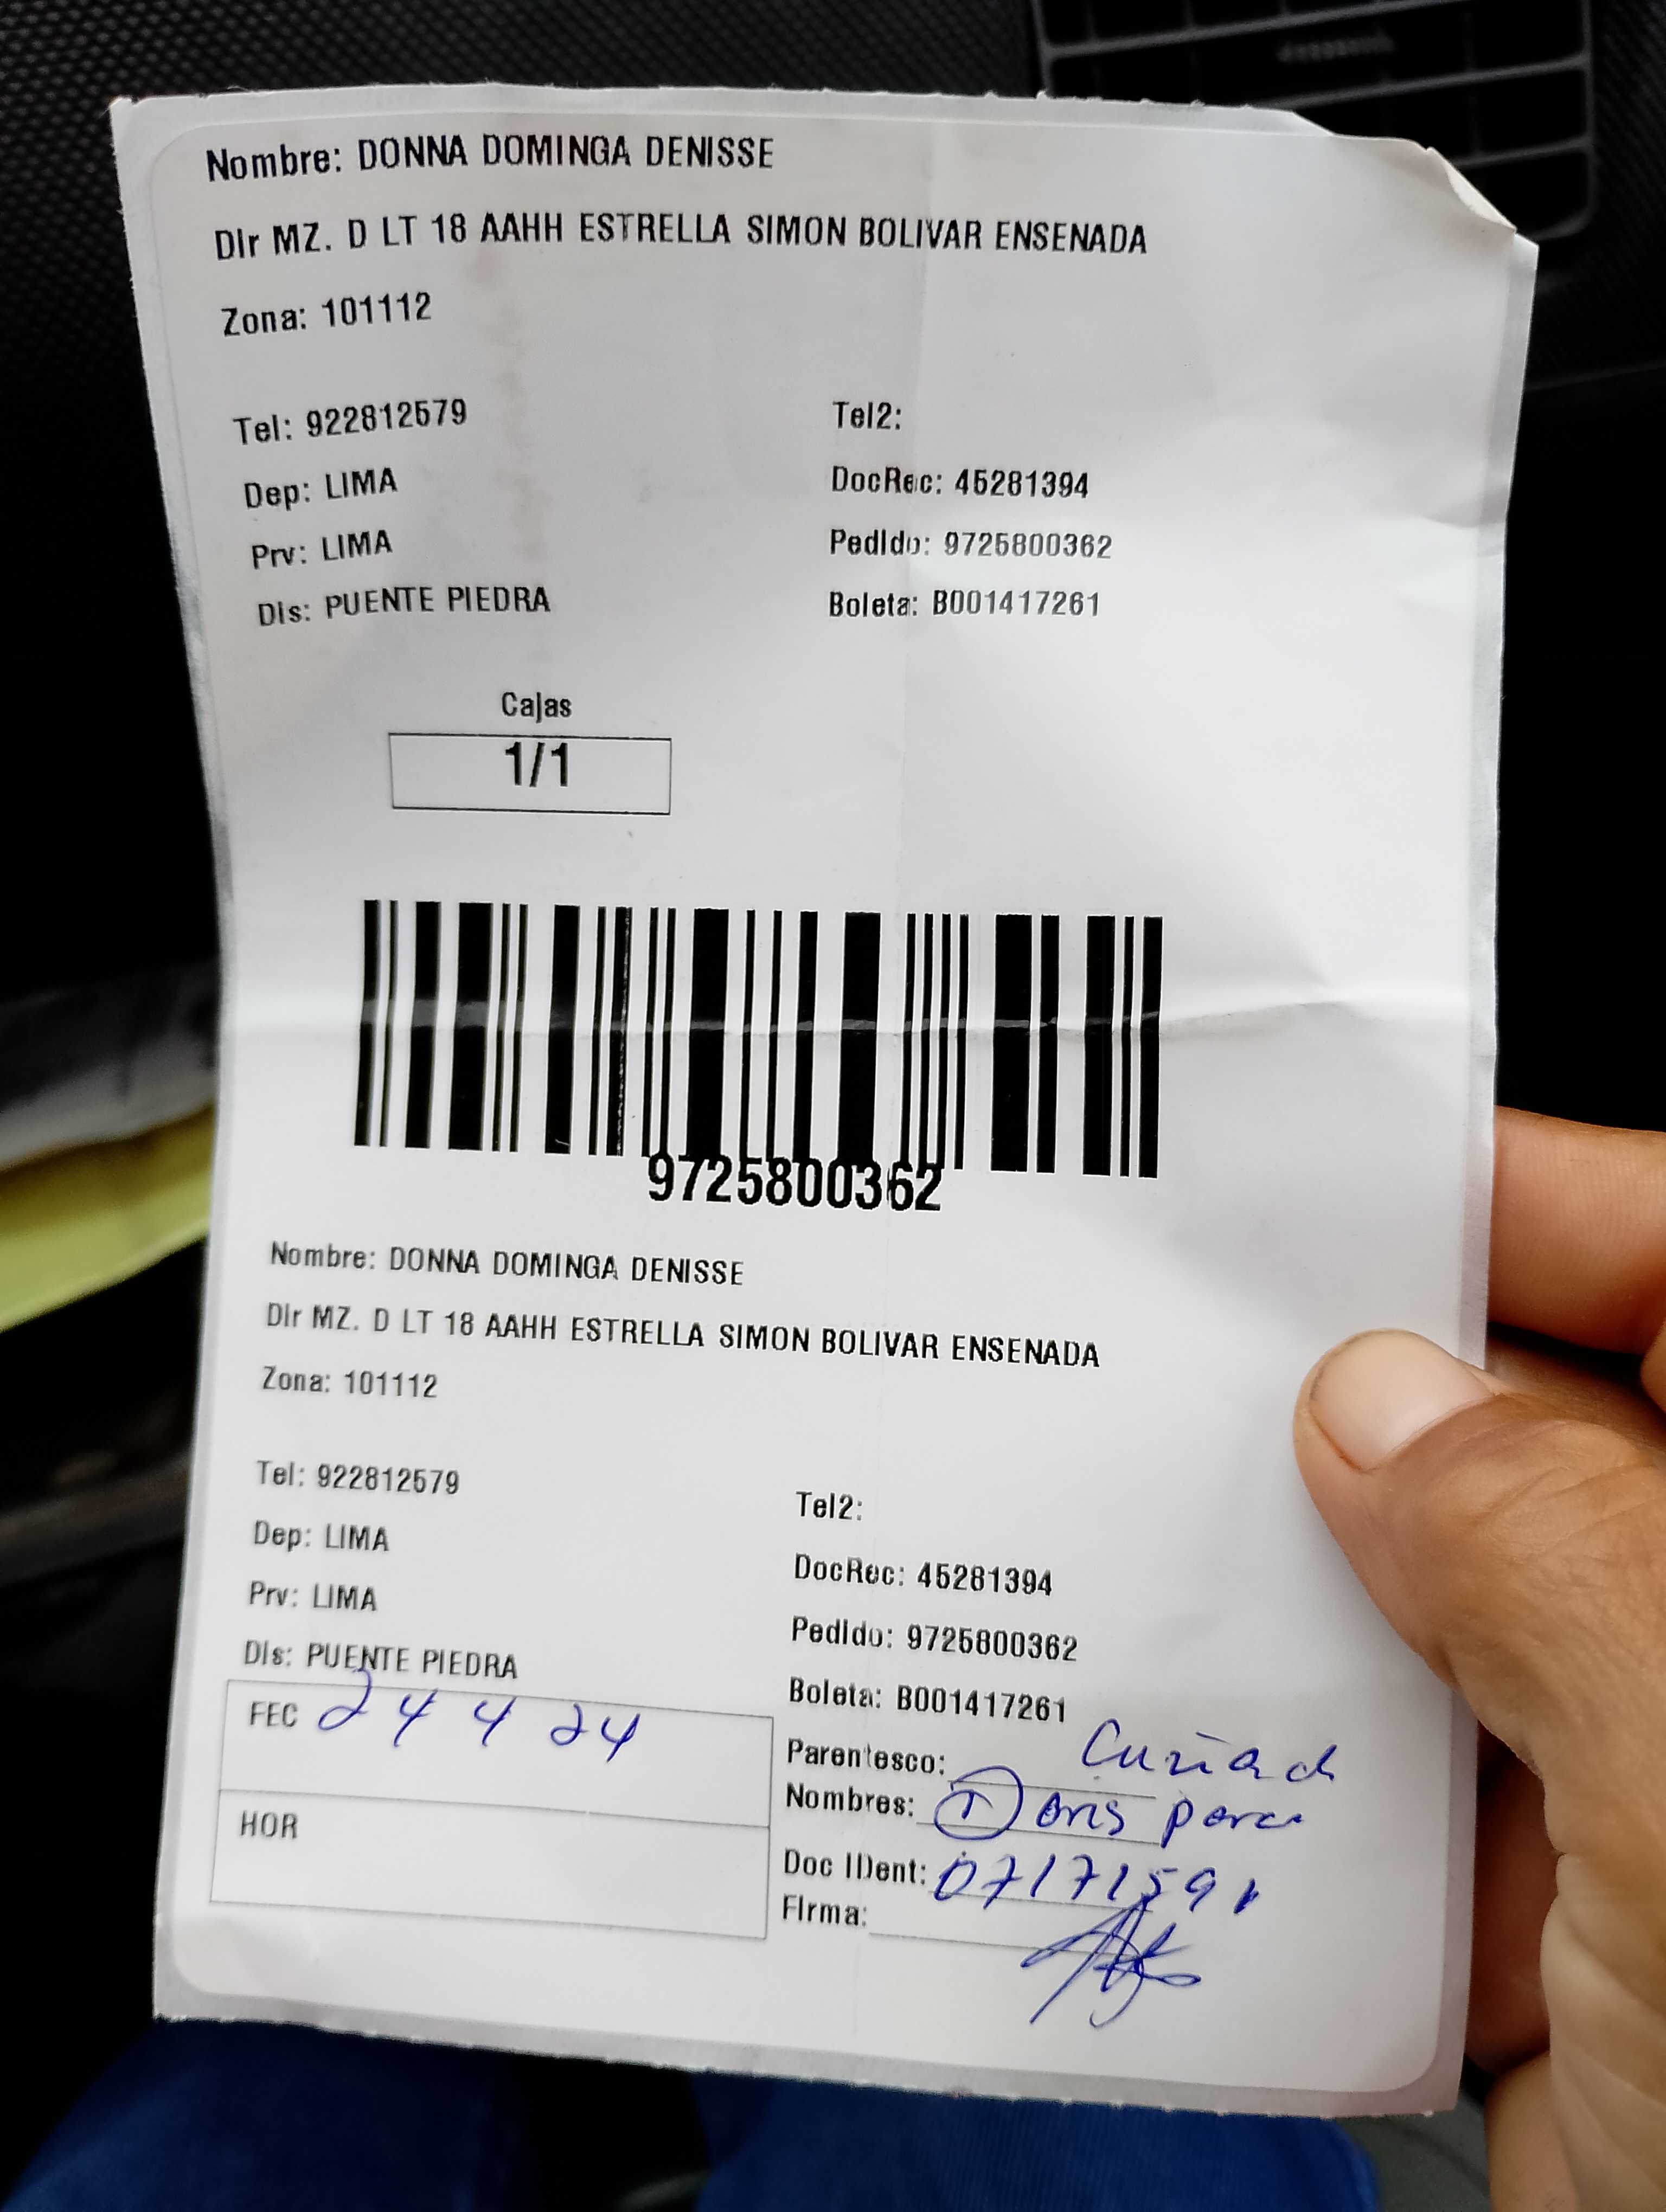 Nombre: DONNA DOMINGA DENISSE
Dir MZ. D LT 18 AAHH ESTRELLA SIMON BOLIVAR ENSENADA
Zona: 101112
Tel: 922812579 Tel2:
Dep: LIMA DocRec: 45281394
Prv: LIMA Pedido: 9725800362
Dis: PUENTE PIEDRA Boleta: B001417261
Cajas
1/1
9725800362
Nombre: DONNA DOMINGA DENISSE
Dir MZ. D LT 18 AAHH ESTRELLA SIMON BOLIVAR ENSENADA
Zona: 101112
Tel: 922812579 Tel2:
Dep: LIMA DocRec: 45281394
Prv: LIMA Pedido: 9725800362
Dis: PUENTE PIEDRA Boleta: B001417261
FEC 24 4 24 Parentesco: Cuñad
Nombres: Doris
HOR Doc IDent: 07171591
Firma: